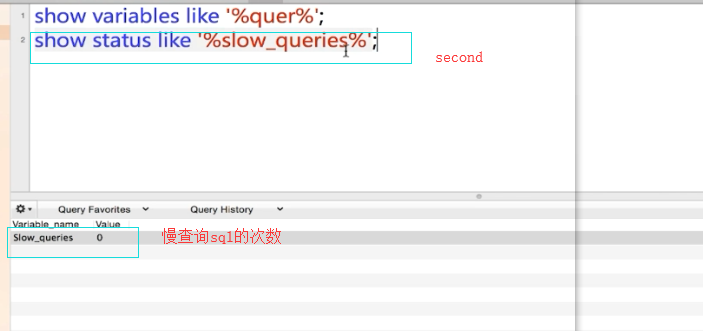 1 show variables like '%quer%';
2 show status like '%slow_queries%';
second
Query Favorites Query History
Variable_name Value
Slow_queries 0
慢查询sql的次数